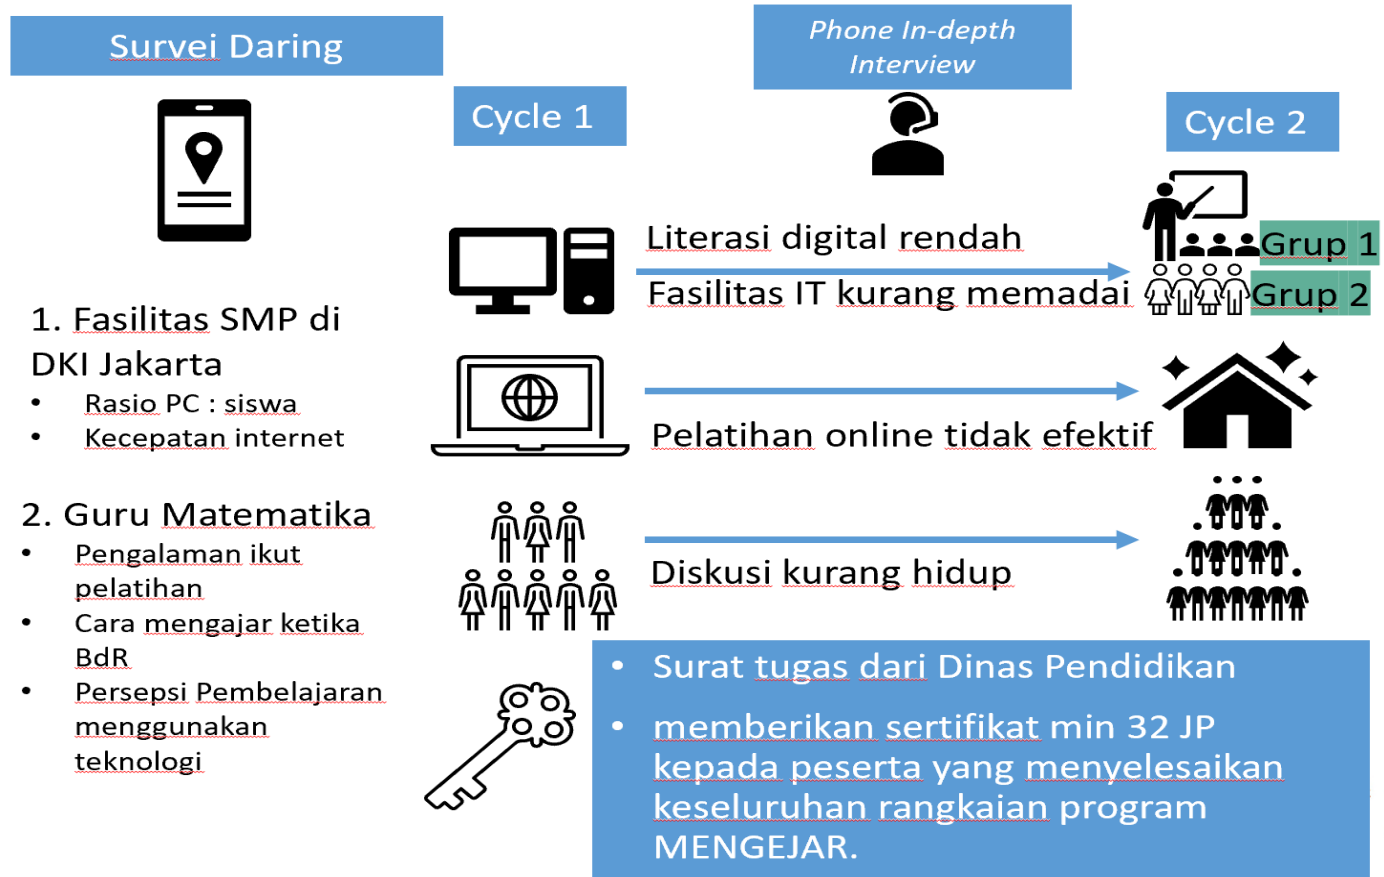 Survei Daring
Phone In-depth
Interview
Cycle 1
Cycle 2
Literasi digital rendah
Fasilitas IT kurang memadai
Grup 1
Grup 2
1. Fasilitas SMP di
DKI Jakarta
• Rasio PC : siswa
• Kecepatan internet
Pelatihan online tidak efektif
2. Guru Matematika
• Pengalaman ikut
pelatihan
• Cara mengajar ketika
BdR
• Persepsi Pembelajaran
menggunakan
teknologi
Diskusi kurang hidup
• Surat tugas dari Dinas Pendidikan
• memberikan sertifikat min 32 JP
kepada peserta yang menyelesaikan
keseluruhan rangkaian program
MENGEJAR.